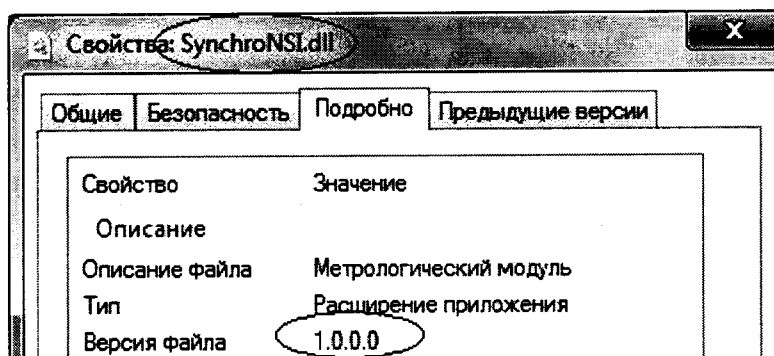 Свойства: SynchroNSI.dll
X
Общие Безопасность Подробно Предыдущие версии
Свойство Значение
Описание
Описание файла Метрологический модуль
Тип Расширение приложения
Версия файла 1.0.0.0